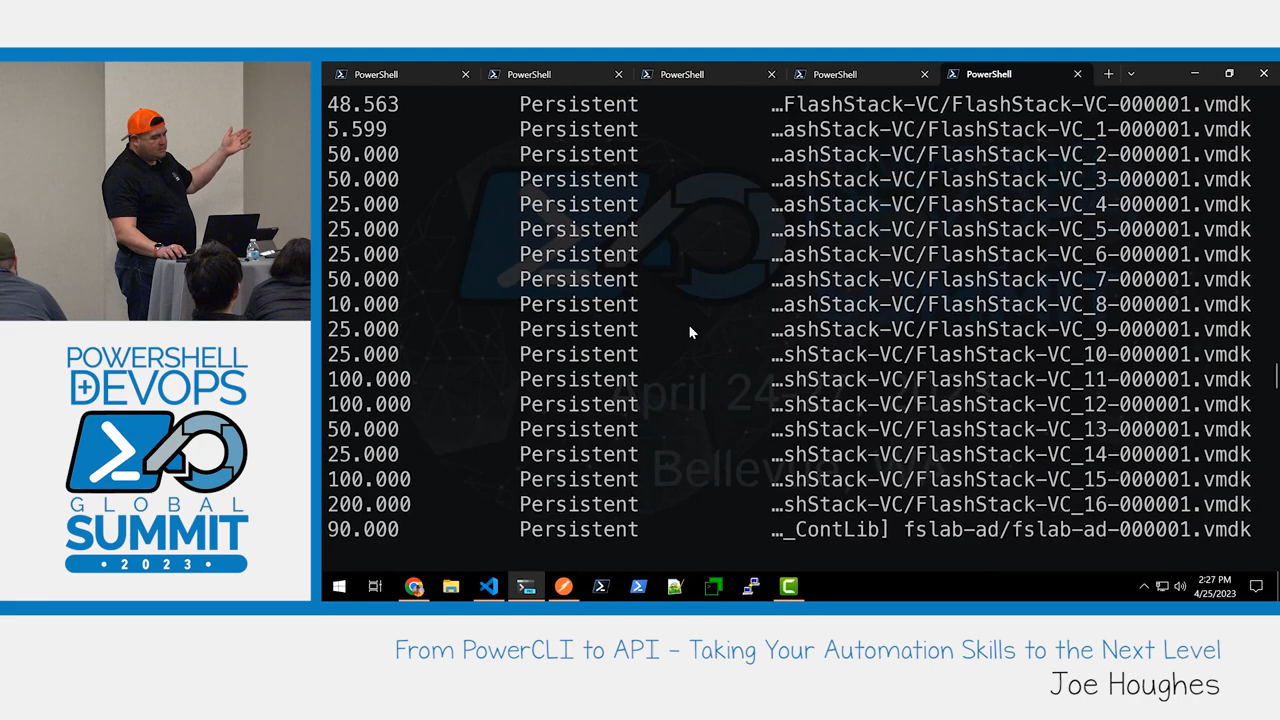 PowerShell
PowerShell
PowerShell
PowerShell
PowerShell
48.563 Persistent …FlashStack-VC/FlashStack-VC-000001.vmdk
5.599 Persistent …ashStack-VC/FlashStack-VC_1-000001.vmdk
50.000 Persistent …ashStack-VC/FlashStack-VC_2-000001.vmdk
50.000 Persistent …ashStack-VC/FlashStack-VC_3-000001.vmdk
25.000 Persistent …ashStack-VC/FlashStack-VC_4-000001.vmdk
25.000 Persistent …ashStack-VC/FlashStack-VC_5-000001.vmdk
25.000 Persistent …ashStack-VC/FlashStack-VC_6-000001.vmdk
50.000 Persistent …ashStack-VC/FlashStack-VC_7-000001.vmdk
10.000 Persistent …ashStack-VC/FlashStack-VC_8-000001.vmdk
25.000 Persistent …ashStack-VC/FlashStack-VC_9-000001.vmdk
25.000 Persistent …shStack-VC/FlashStack-VC_10-000001.vmdk
100.000 Persistent …shStack-VC/FlashStack-VC_11-000001.vmdk
100.000 Persistent …shStack-VC/FlashStack-VC_12-000001.vmdk
50.000 Persistent …shStack-VC/FlashStack-VC_13-000001.vmdk
25.000 Persistent …shStack-VC/FlashStack-VC_14-000001.vmdk
100.000 Persistent …shStack-VC/FlashStack-VC_15-000001.vmdk
200.000 Persistent …shStack-VC/FlashStack-VC_16-000001.vmdk
90.000 Persistent …_ContLib] fslab-ad/fslab-ad-000001.vmdk
April 24-
Bellevue, WA
2:27 PM
4/25/2023
POWERSHELL
+DEVOPS
GLOBAL
SUMMIT
• 2023 •
From PowerCLI to API – Taking Your Automation Skills to the Next Level
Joe Houghes